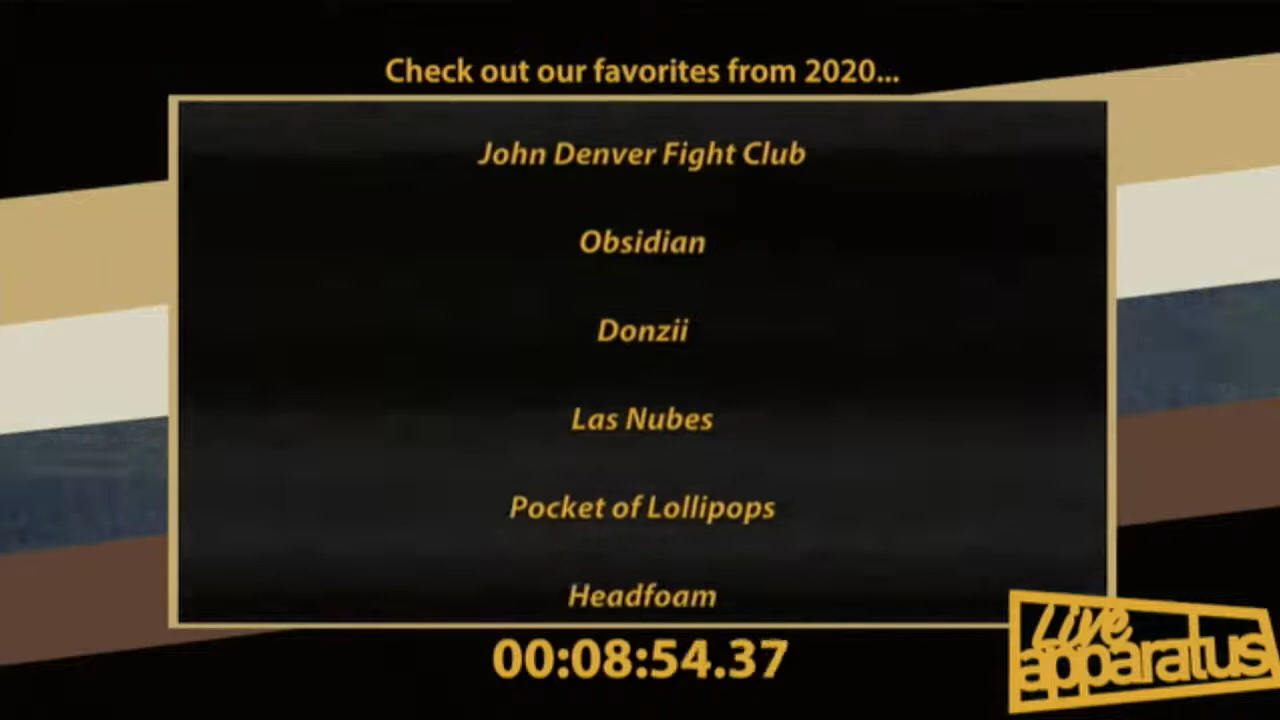 Check out our favorites from 2020...
John Denver Fight Club
Obsidian
Donzii
Las Nubes
Pocket of Lollipops
Headfoam
00:08:54.37
Live
apparatus